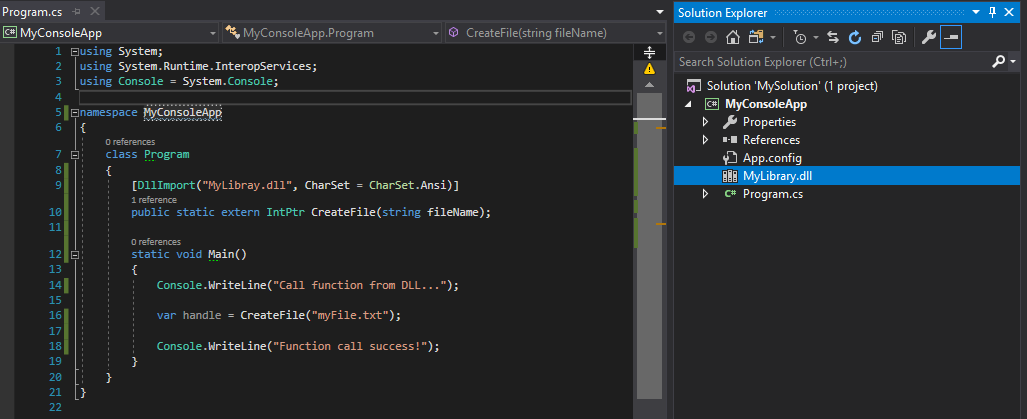 Program.cs
MyConsoleApp MyConsoleApp.Program CreateFile(string fileName)
1 using System;
2 using System.Runtime.InteropServices;
3 using Console = System.Console;
4
5 namespace MyConsoleApp
6 {
0 references
7 class Program
8 {
9 [DllImport("MyLibray.dll", CharSet = CharSet.Ansi)]
1 reference
10 public static extern IntPtr CreateFile(string fileName);
11
0 references
12 static void Main()
13 {
14 Console.WriteLine("Call function from DLL...");
15
16 var handle = CreateFile("myFile.txt");
17
18 Console.WriteLine("Function call success!");
19 }
20 }
21 }
22
Solution Explorer
Search Solution Explorer (Ctrl+;)
Solution 'MySolution' (1 project)
C# MyConsoleApp
Properties
References
App.config
MyLibrary.dll
C# Program.cs